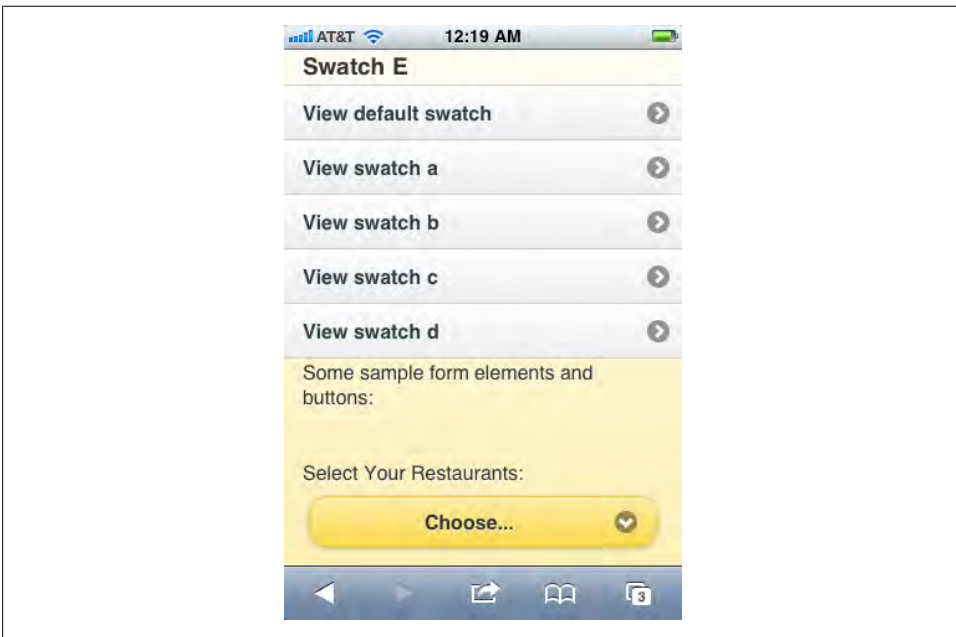 AT&T 12:19 AM
Swatch E
View default swatch
View swatch a
View swatch b
View swatch c
View swatch d
Some sample form elements and
buttons:
Select Your Restaurants:
Choose...
3